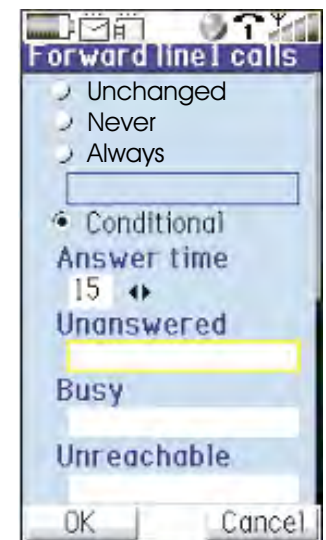 Forward line1 calls
Unchanged
Never
Always
Conditional
Answer time
15
Unanswered
Busy
Unreachable
OK Cancel